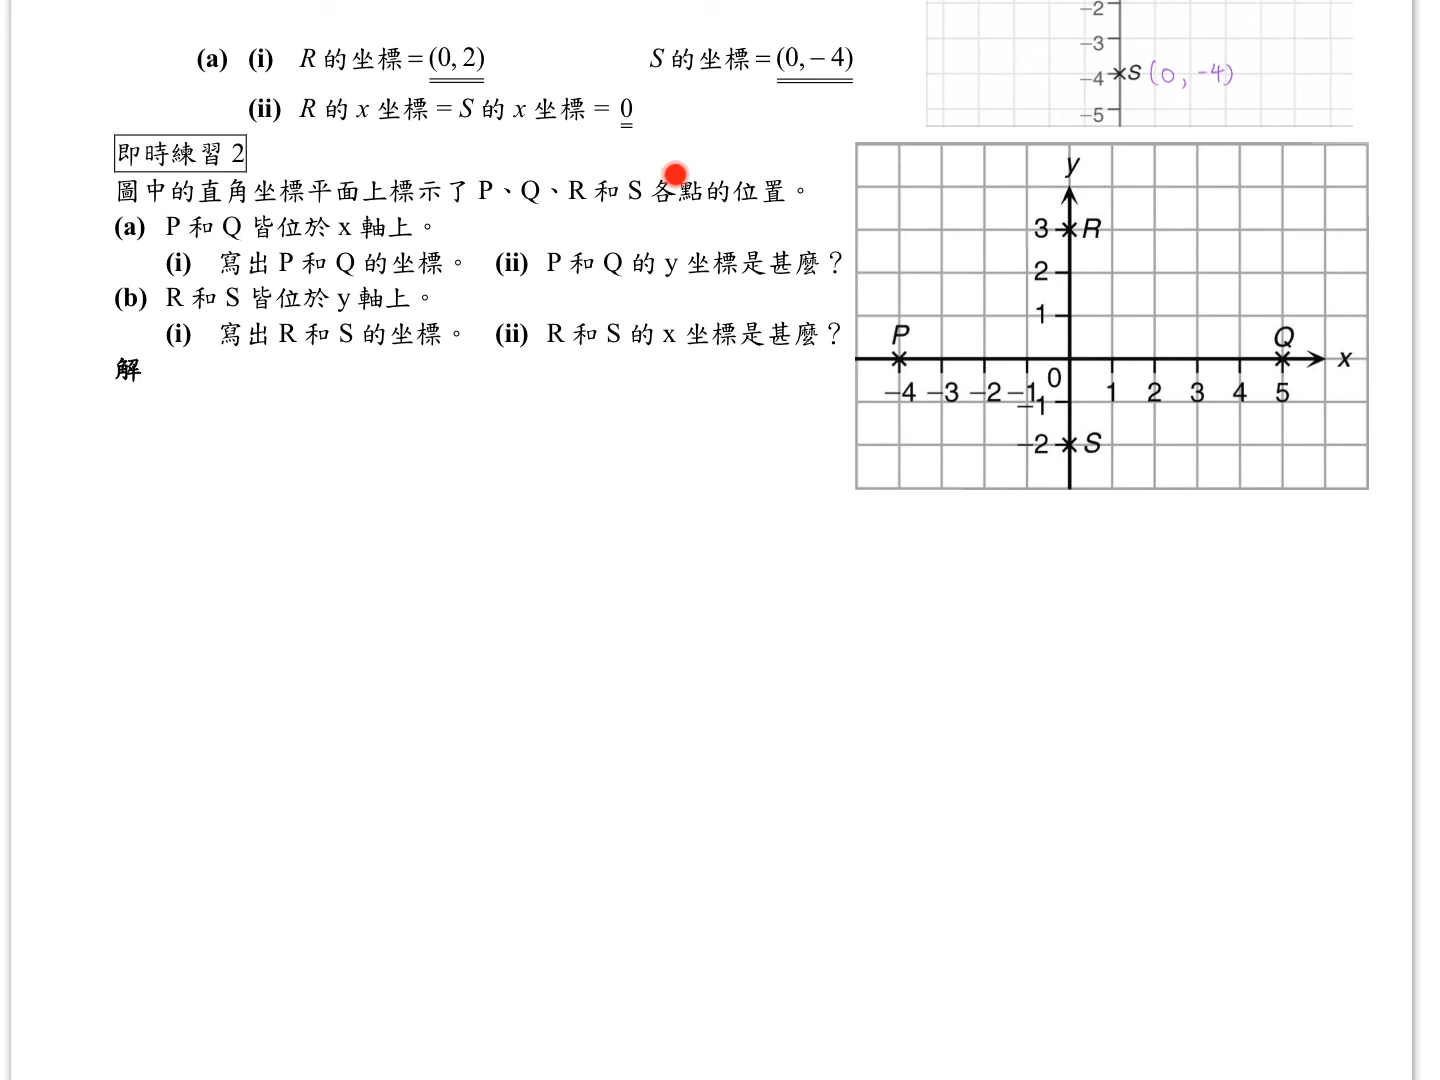 −2
−3
(a) (i) R 的坐標 = (0, 2) S 的坐標 = (0, − 4)
−4 S (0, -4)
(ii) R 的 x 坐標 = S 的 x 坐標 = 0
−5
即時練習 2
圖中的直角坐標平面上標示了 P、Q、R 和 S 各點的位置。
(a) P 和 Q 皆位於 x 軸上。
(i) 寫出 P 和 Q 的坐標。 (ii) P 和 Q 的 y 坐標是甚麼？
(b) R 和 S 皆位於 y 軸上。
(i) 寫出 R 和 S 的坐標。 (ii) R 和 S 的 x 坐標是甚麼？
解
y
3 R
2
1
P Q
x
0
−4 −3 −2 −1 1 2 3 4 5
−1
−2 S